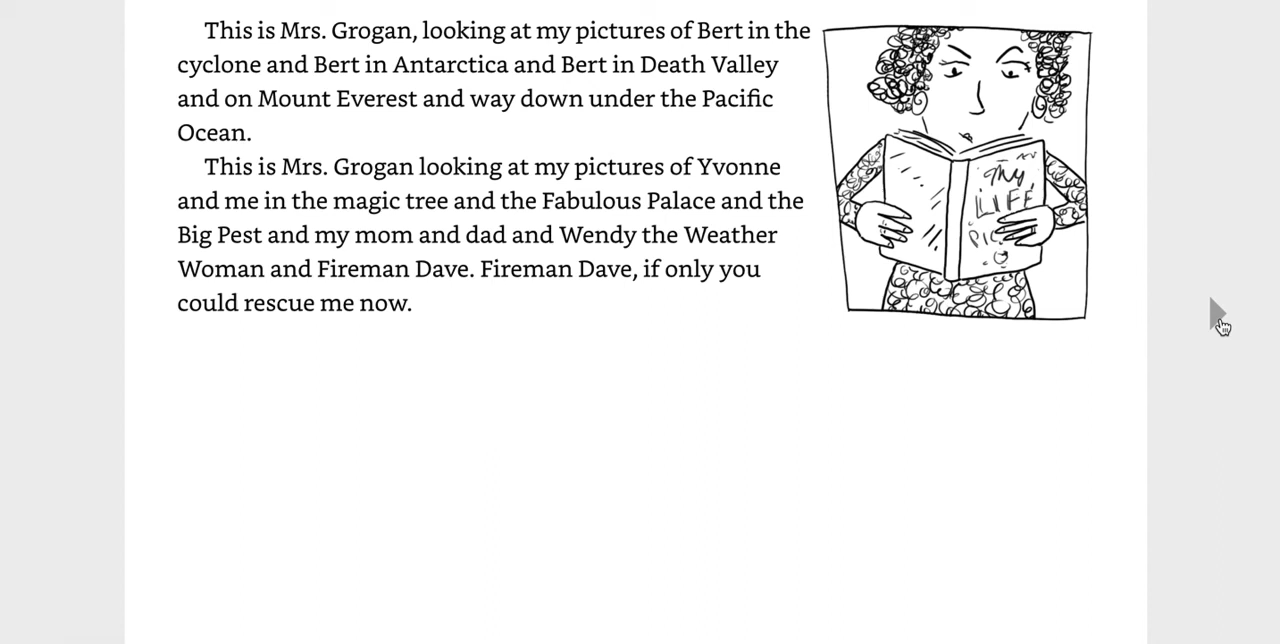 This is Mrs. Grogan, looking at my pictures of Bert in the
cyclone and Bert in Antarctica and Bert in Death Valley
and on Mount Everest and way down under the Pacific
Ocean.
This is Mrs. Grogan looking at my pictures of Yvonne
and me in the magic tree and the Fabulous Palace and the
Big Pest and my mom and dad and Wendy the Weather
Woman and Fireman Dave. Fireman Dave, if only you
could rescue me now.
My
LIFE